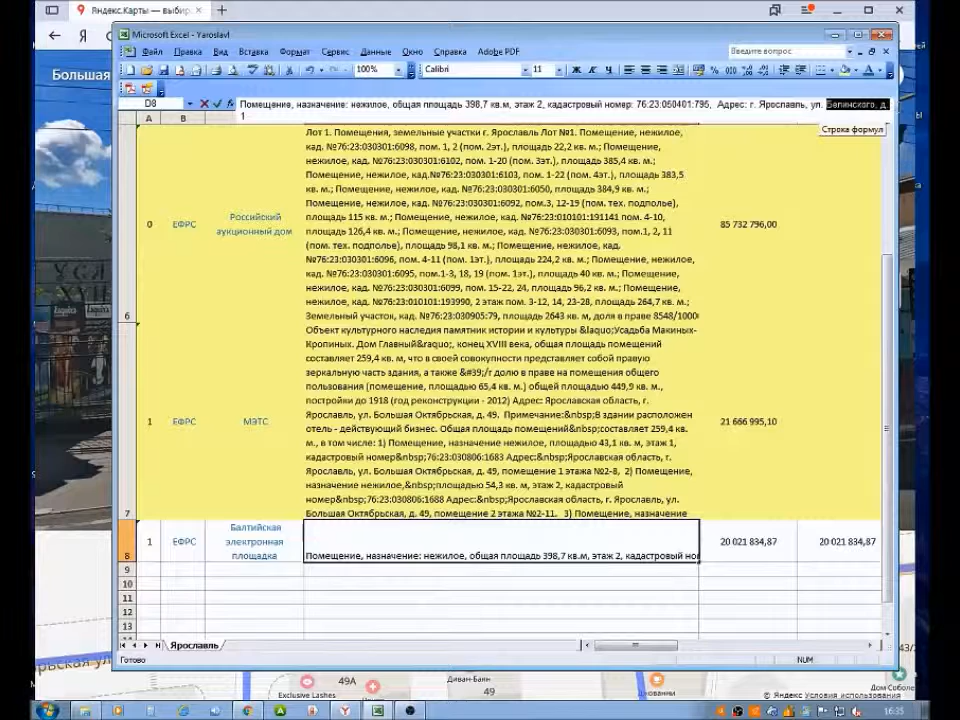 Яндекс.Карты — выбир
Я
Большая
Microsoft Excel - Yaroslavl
Файл Правка Вид Вставка Формат Сервис Данные Окно Справка Adobe PDF
Введите вопрос
100% Calibri 11 Ж К Ч
D8
Помещение, назначение: нежилое, общая площадь 398,7 кв.м, этаж 2, кадастровый номер: 76:23:050401:795, Адрес: г. Ярославль, ул. Белинского, д.
1
Строка формул
A B
Лот 1. Помещения, земельные участки г. Ярославль Лот №1. Помещение, нежилое,
кад. №76:23:030301:6098, пом. 1, 2 (пом. 2эт.), площадь 22,2 кв. м.; Помещение,
нежилое, кад. №76:23:030301:6102, пом. 1-20 (пом. 3эт.), площадь 385,4 кв. м.;
Помещение, нежилое, кад.№76:23:030301:6103, пом. 1-22 (пом. 4эт.), площадь 383,5
кв. м.; Помещение, нежилое, кад. №76:23:030301:6050, площадь 384,9 кв. м.;
Помещение, нежилое, кад. №76:23:030301:6092, пом.3, 12-19 (пом. тех. подполье),
площадь 115 кв. м.; Помещение, нежилое, кад. №76:23:010101:191141 пом. 4-10,
площадь 126,4 кв. м.; Помещение, нежилое, кад. №76:23:030301:6093, пом.1, 2, 11
(пом. тех. подполье), площадь 98,1 кв. м.; Помещение, нежилое, кад.
№76:23:030301:6096, пом. 4-11 (пом. 1эт.), площадь 224,2 кв. м.; Помещение,
нежилое, кад. №76:23:030301:6095, пом.1-3, 18, 19 (пом. 1эт.), площадь 40 кв. м.; Помещение,
нежилое, кад. №76:23:030301:6099, пом. 15-22, 24, площадь 96,2 кв. м.; Помещение,
нежилое, кад. №76:23:010101:193990, 2 этаж пом. 3-12, 14, 23-28, площадь 264,7 кв. м.;
Земельный участок, кад. №76:23:030905:79, площадь 2643 кв. м, доля в праве 8548/1000
0 ЕФРС Российский аукционный дом 85 732 796,00
6
Объект культурного наследия памятник истории и культуры &laquo;Усадьба Макиных-
Кропиных. Дом Главный&raquo;, конец XVIII века, общая площадь помещений
составляет 259,4 кв. м, что в своей совокупности представляет собой правую
зеркальную часть здания, а также &#39;/г долю в праве на помещения общего
пользования (помещение, площадью 65,4 кв. м.) общей площадью 449,9 кв. м.,
постройки до 1918 (год реконструкции - 2012) Адрес: Ярославская область, г.
Ярославль, ул. Большая Октябрьская, д. 49. Примечание:&nbsp;В здании расположен
отель - действующий бизнес. Общая площадь помещений&nbsp;составляет 259,4 кв.
м., в том числе: 1) Помещение, назначение нежилое, площадью 43,1 кв. м, этаж 1,
кадастровый номер&nbsp;76:23:030806:1683 Адрес:&nbsp;Ярославская область, г.
Ярославль, ул. Большая Октябрьская, д. 49, помещение 1 этажа №2-8, 2) Помещение,
назначение нежилое,&nbsp;площадью 54,3 кв. м, этаж 2, кадастровый
номер&nbsp;76:23:030806:1688 Адрес:&nbsp;Ярославская область, г. Ярославль, ул.
Большая Октябрьская, д. 49, помещение 2 этажа №2-11. 3) Помещение, назначение
1 ЕФРС МЭТС 21 666 995,10
7
Балтийская
электронная
площадка
1 ЕФРС 20 021 834,87 20 021 834,87
8
Помещение, назначение: нежилое, общая площадь 398,7 кв.м, этаж 2, кадастровый ном
9
10
11
12
13
Ярославль
Готово
NUM
рьская ул
49А
Exclusive Lashes
Диван-Баян
49
Дом Соболе
© Яндекс Условия использования
16:35